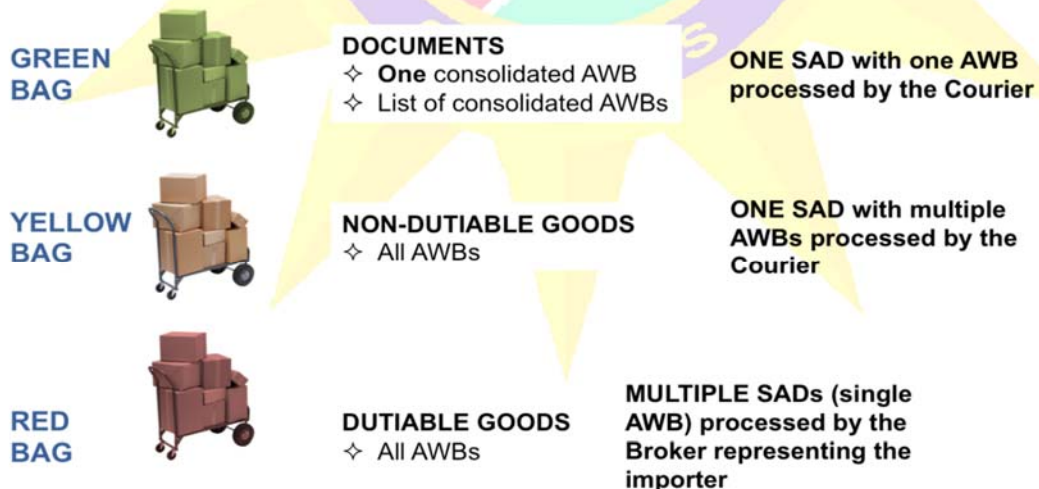 GREEN
BAG
DOCUMENTS
✧ One consolidated AWB
✧ List of consolidated AWBs
ONE SAD with one AWB
processed by the Courier
YELLOW
BAG
NON-DUTIABLE GOODS
✧ All AWBs
ONE SAD with multiple
AWBs processed by the
Courier
RED
BAG
DUTIABLE GOODS
✧ All AWBs
MULTIPLE SADs (single
AWB) processed by the
Broker representing the
importer